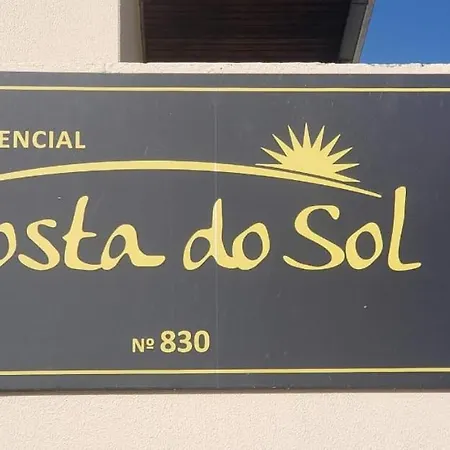 ENCIAL
osta do Sol
Nº 830